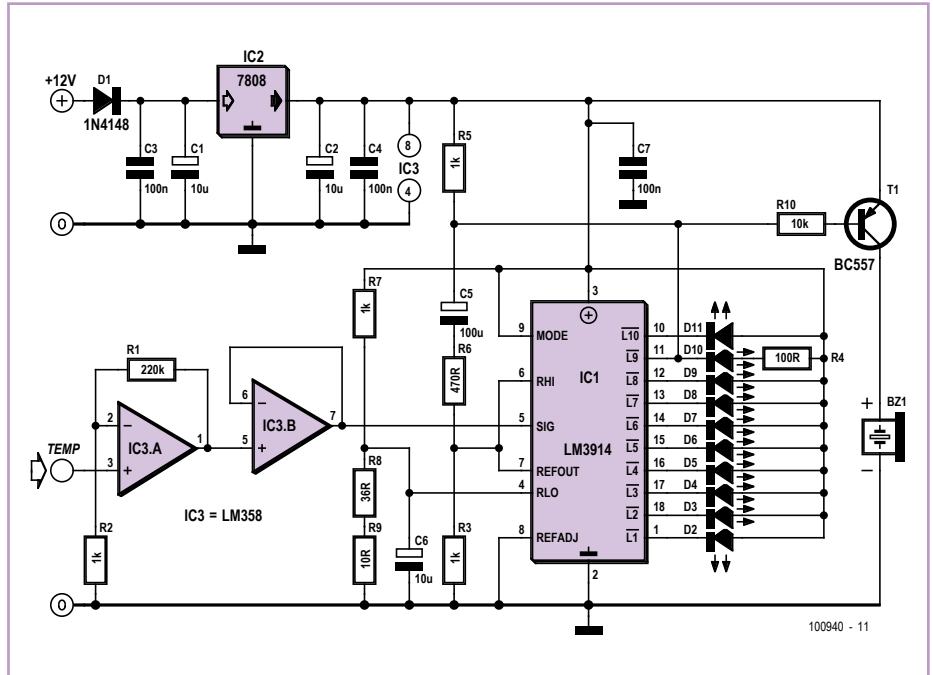 IC2
+12V
D1
7808
1N4148
C3
100n
C1
10u
C2
10u
C4
100n
8
IC3
4
R5
1k
C7
100n
T1
R10
10k
BC557
0
R7
1k
C5
100u
R6
470R
3
9
MODE
L10
10
D11
L9
11
D10
100R
R4
6
RHI
IC1
L8
12
D9
L7
13
D8
5
SIG
L6
14
D7
LM3914
L5
15
D6
7
REFOUT
L4
16
D5
4
RLO
L3
17
D4
L2
18
D3
8
REFADJ
L1
1
D2
2
BZ1
+
−
R1
220k
2
−
IC3.A
1
TEMP
3
+
6
−
IC3.B
7
5
+
IC3 = LM358
R8
36R
R9
10R
C6
10u
R3
1k
R2
1k
0
100940 - 11